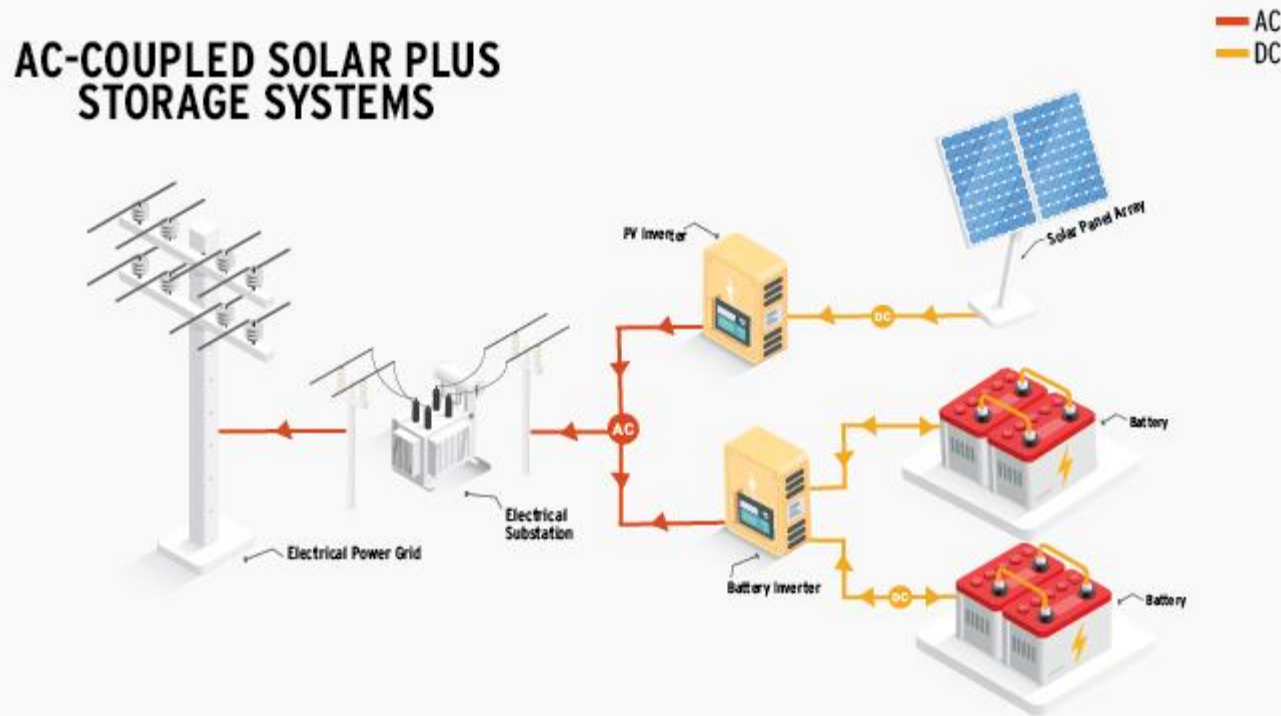 AC-COUPLED SOLAR PLUS
STORAGE SYSTEMS
AC
DC
PV Inverter
Solar Panel Array
DC
AC
Battery
Electrical
Substation
Electrical Power Grid
Battery Inverter
DC
Battery